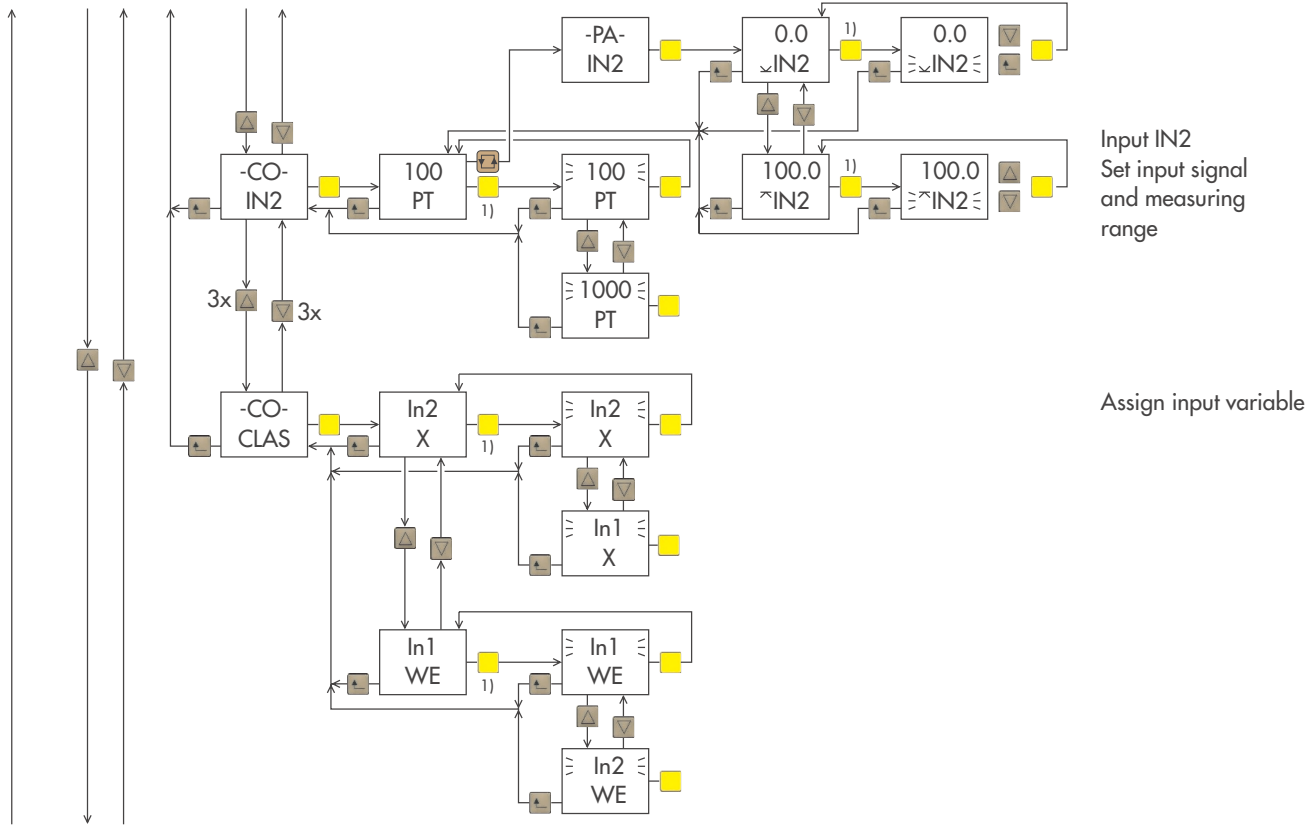 -PA-
IN2
0.0
IN2
1)
0.0
IN2
-CO-
IN2
100
PT
1)
100
PT
100.0
IN2
1)
100.0
IN2
Input IN2
Set input signal
and measuring
range
3x
3x
1000
PT
-CO-
CLAS
In2
X
1)
In2
X
Assign input variable
In1
X
In1
WE
1)
In1
WE
In2
WE